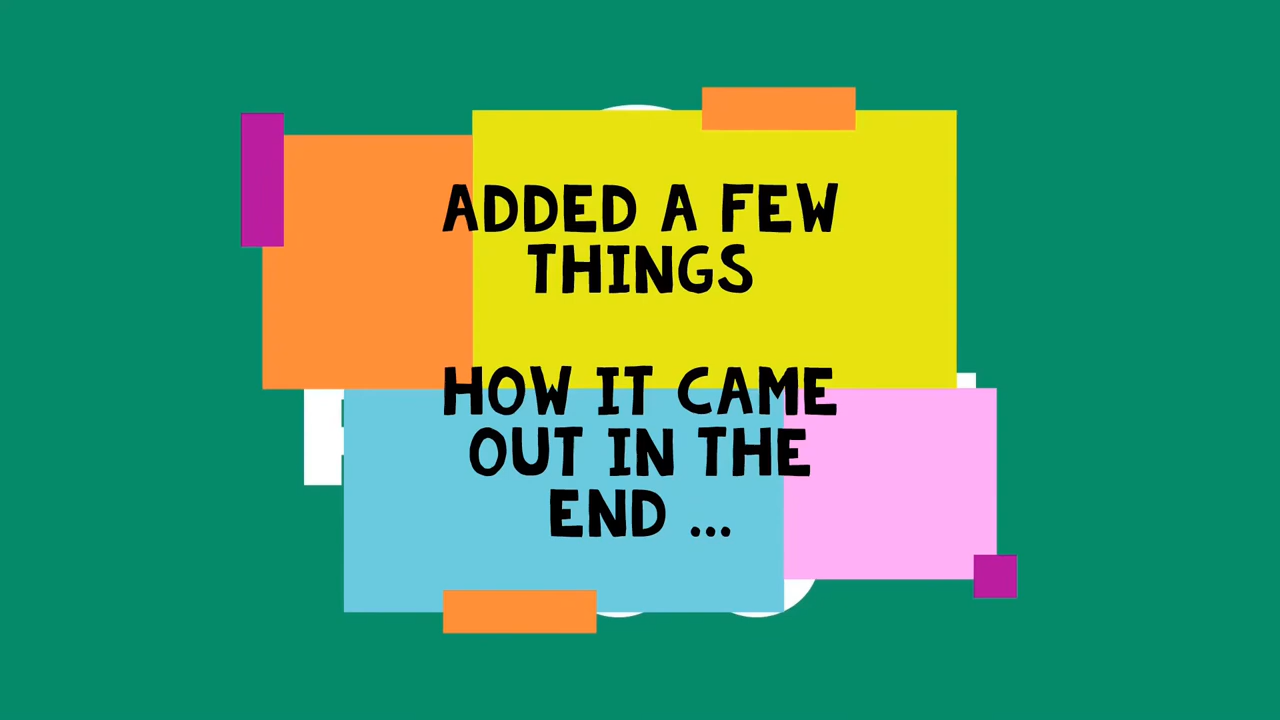 ADDED A FEW
THINGS
HOW IT CAME
OUT IN THE
END ...